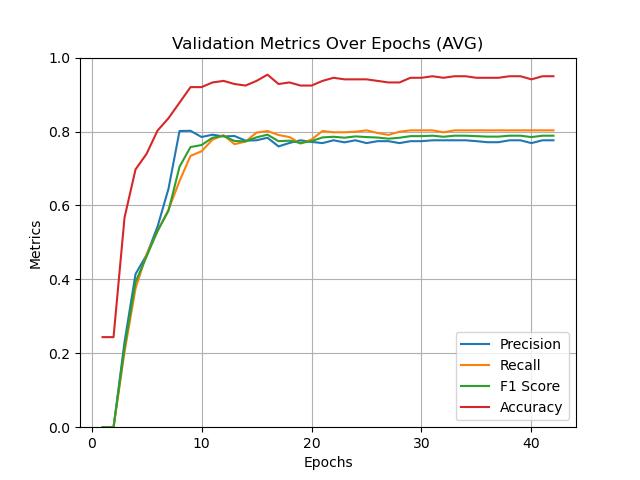 Validation Metrics Over Epochs (AVG)
1.0
0.8
0.6
0.4
0.2
0.0
Metrics
0 10 20 30 40
Epochs
Precision
Recall
F1 Score
Accuracy